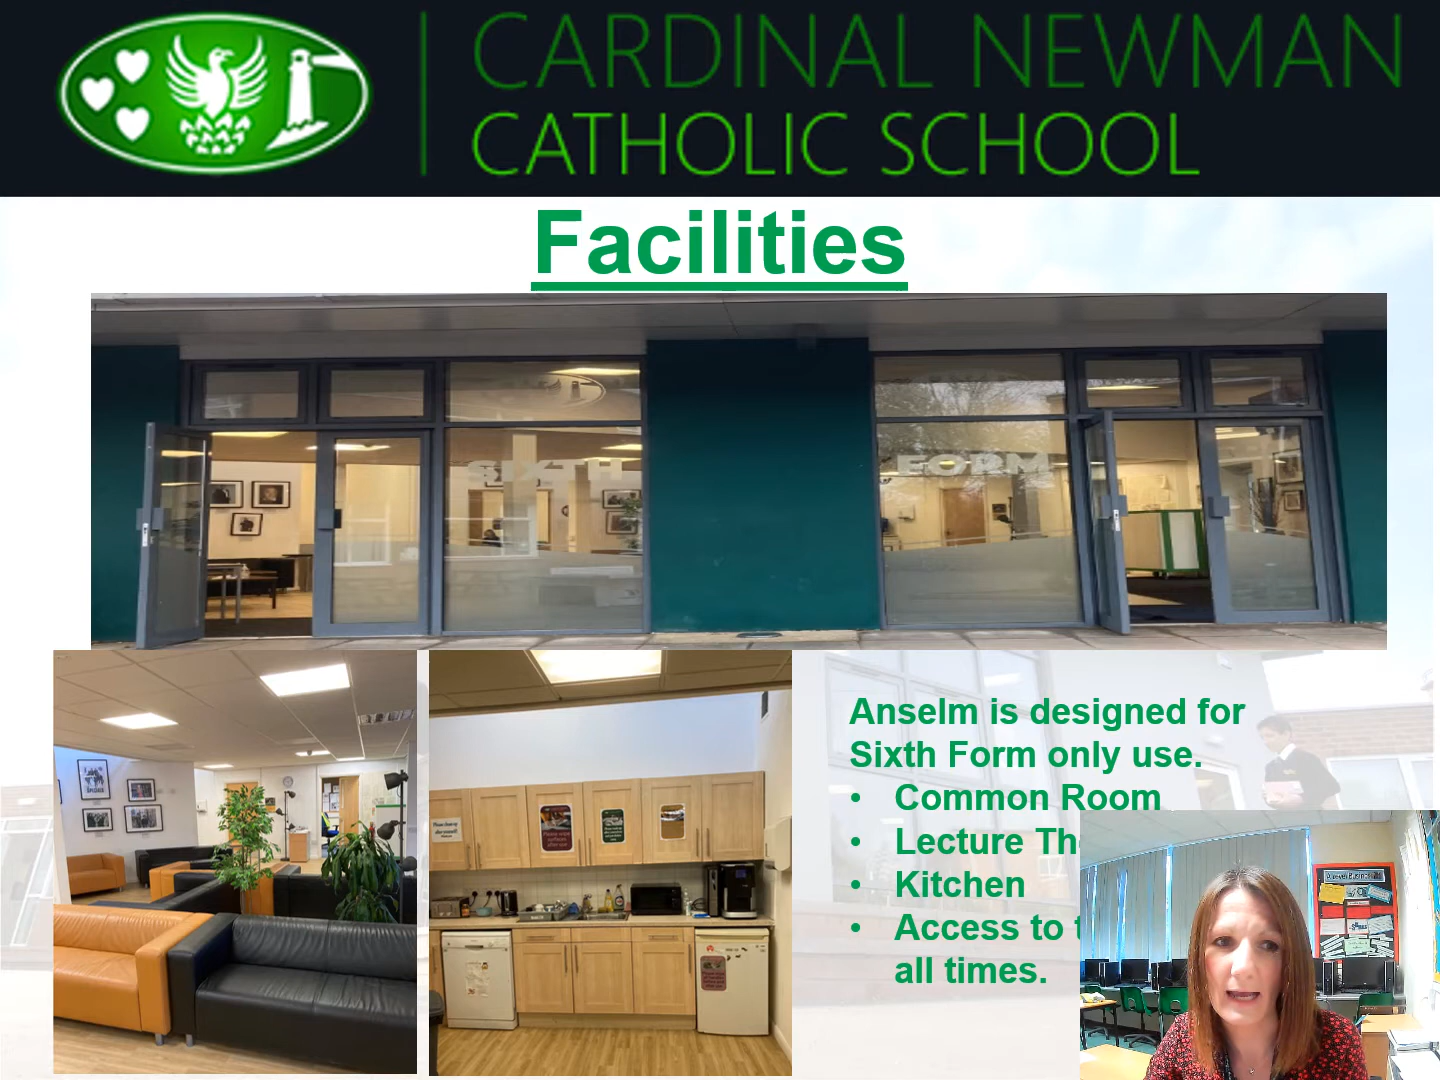 CARDINAL NEWMAN
CATHOLIC SCHOOL
Facilities
SIXTH FORM
Anselm is designed for
Sixth Form only use.
• Common Room
• Lecture Th
• Kitchen
• Access to t
all times.